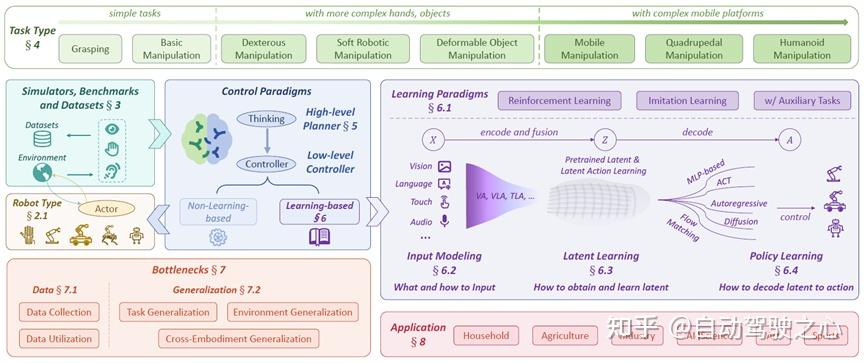 simple tasks
with more complex hands, objects
with complex mobile platforms
Task Type
§ 4
Grasping
Basic
Manipulation
Dexterous
Manipulation
Soft Robotic
Manipulation
Deformable Object
Manipulation
Mobile
Manipulation
Quadrupedal
Manipulation
Humanoid
Manipulation
Simulators, Benchmarks
and Datasets § 3
Datasets
Environment
Robot Type
§ 2.1
Actor
Control Paradigms
Thinking
High-level
Planner § 5
Controller
Low-level
Controller
Non-Learning-
based
Learning-based
§ 6
Learning Paradigms
§ 6.1
Reinforcement Learning
Imitation Learning
w/ Auxiliary Tasks
X
encode and fusion
Z
decode
A
Vision
Language
Touch
Audio
...
VA, VLA, TLA, ...
Pretrained Latent &
Latent Action Learning
MLP-based
ACT
Autoregressive
Diffusion
Flow
Matching
control
Input Modeling
§ 6.2
What and how to Input
Latent Learning
§ 6.3
How to obtain and learn latent
Policy Learning
§ 6.4
How to decode latent to action
Bottlenecks § 7
Data § 7.1
Data Collection
Data Utilization
Generalization § 7.2
Task Generalization
Environment Generalization
Cross-Embodiment Generalization
Application
§ 8
Household
Agriculture
Industry
Sports
知乎 @自动驾驶之心